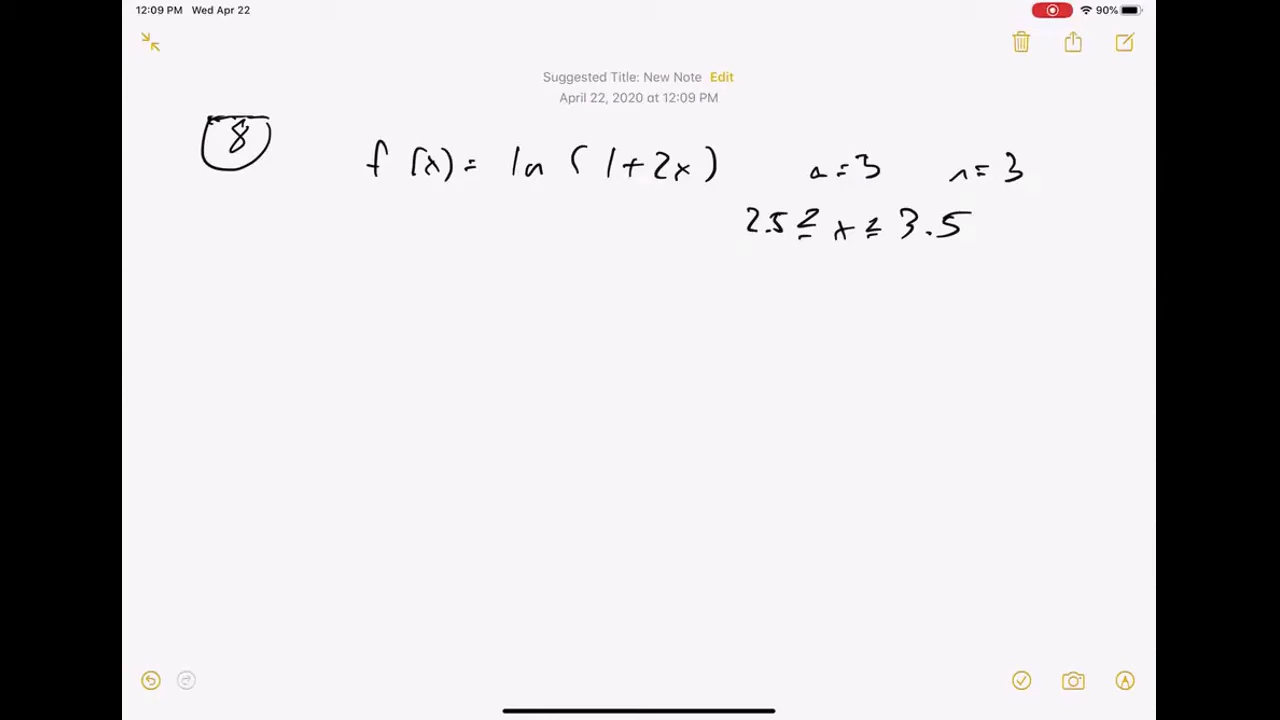 12:09 PM Wed Apr 22 90%
Suggested Title: New Note Edit
April 22, 2020 at 12:09 PM
8 f(x) = ln(1+2x) a=3 n=3
2.5 ≤ x ≤ 3.5